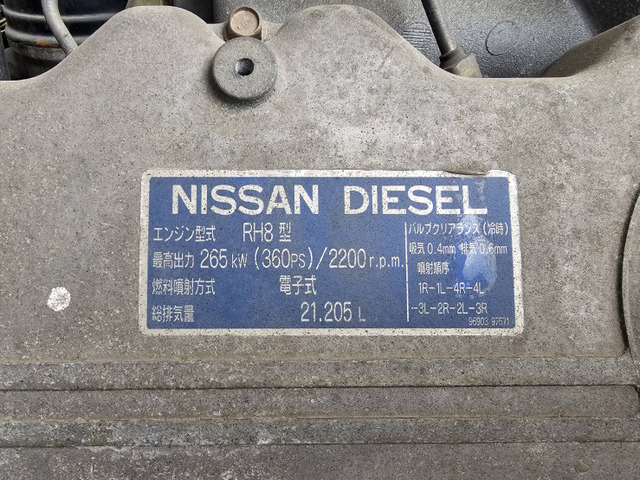 NISSAN DIESEL
エンジン型式 RH8 型
最高出力 265 kW (360PS)/2200 r.p.m.
燃料噴射方式 電子式
総排気量 21.205 L
バルブクリアランス (冷時)
吸気 0.4mm 排気 0.6mm
噴射順序
1R-1L-4R-4L
-3L-2R-2L-3R
96903 97571